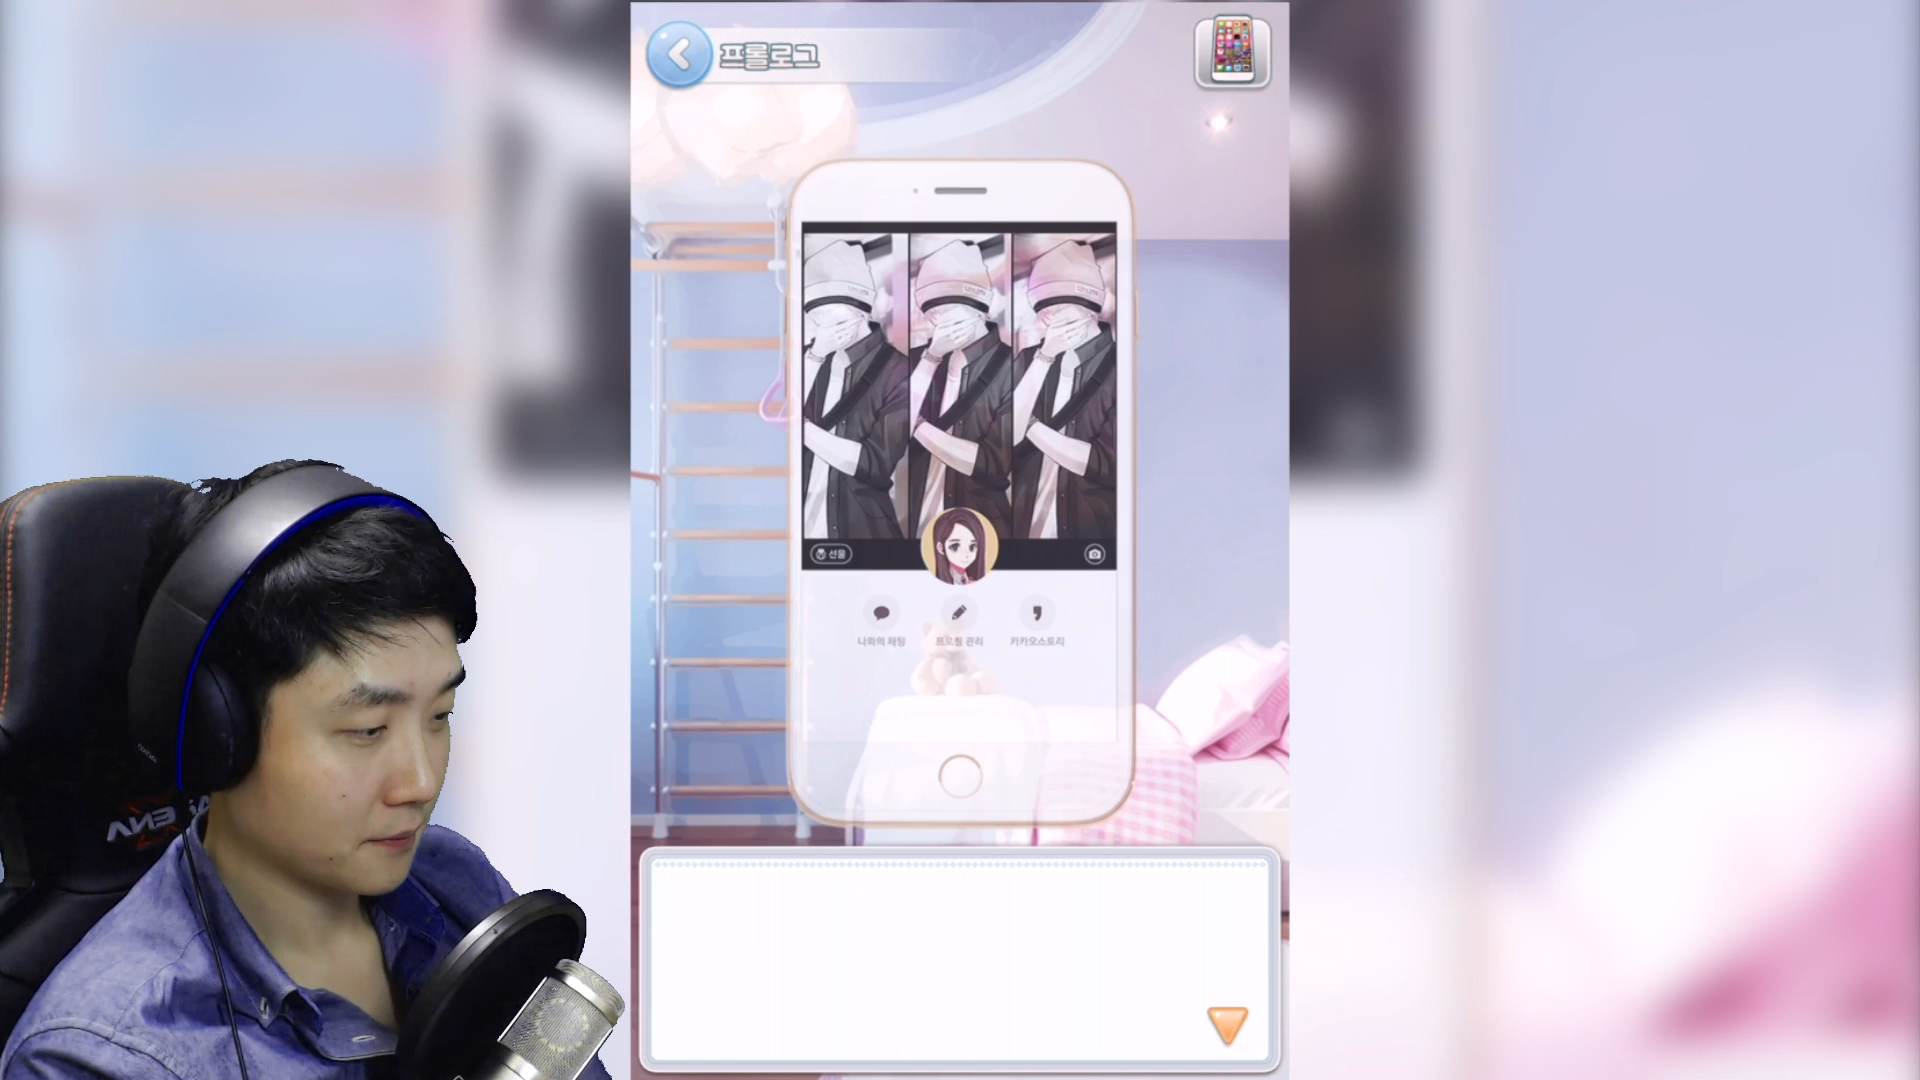 프롤로그
선물
나와의 채팅
프로필 관리
카카오스토리